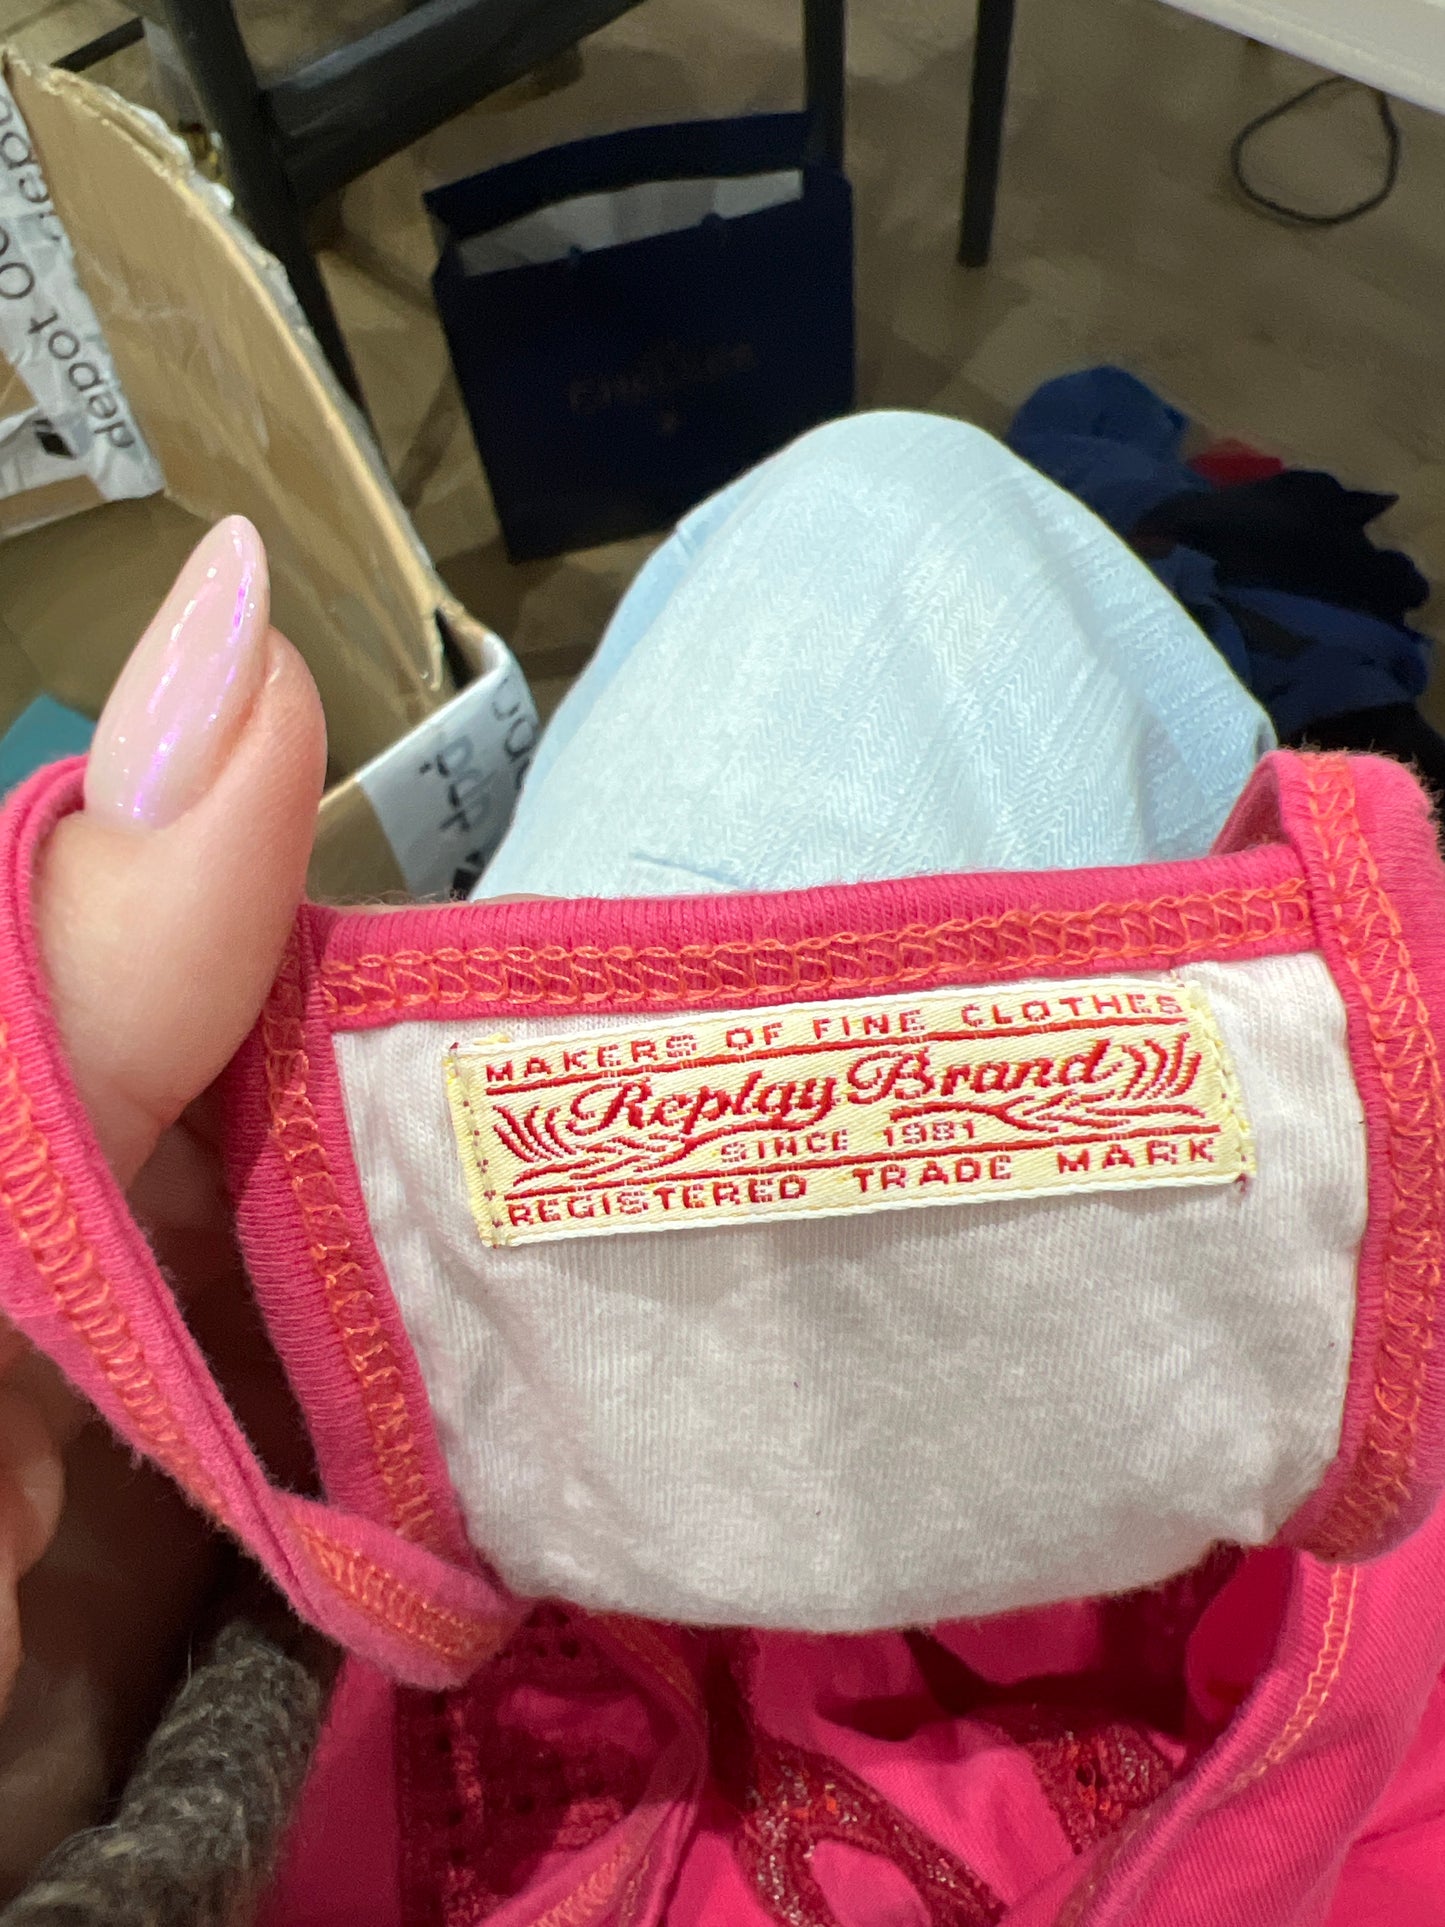 MAKERS OF FINE CLOTHES
Replay Brand
SINCE 1981
REGISTERED TRADE MARK
depot
depot